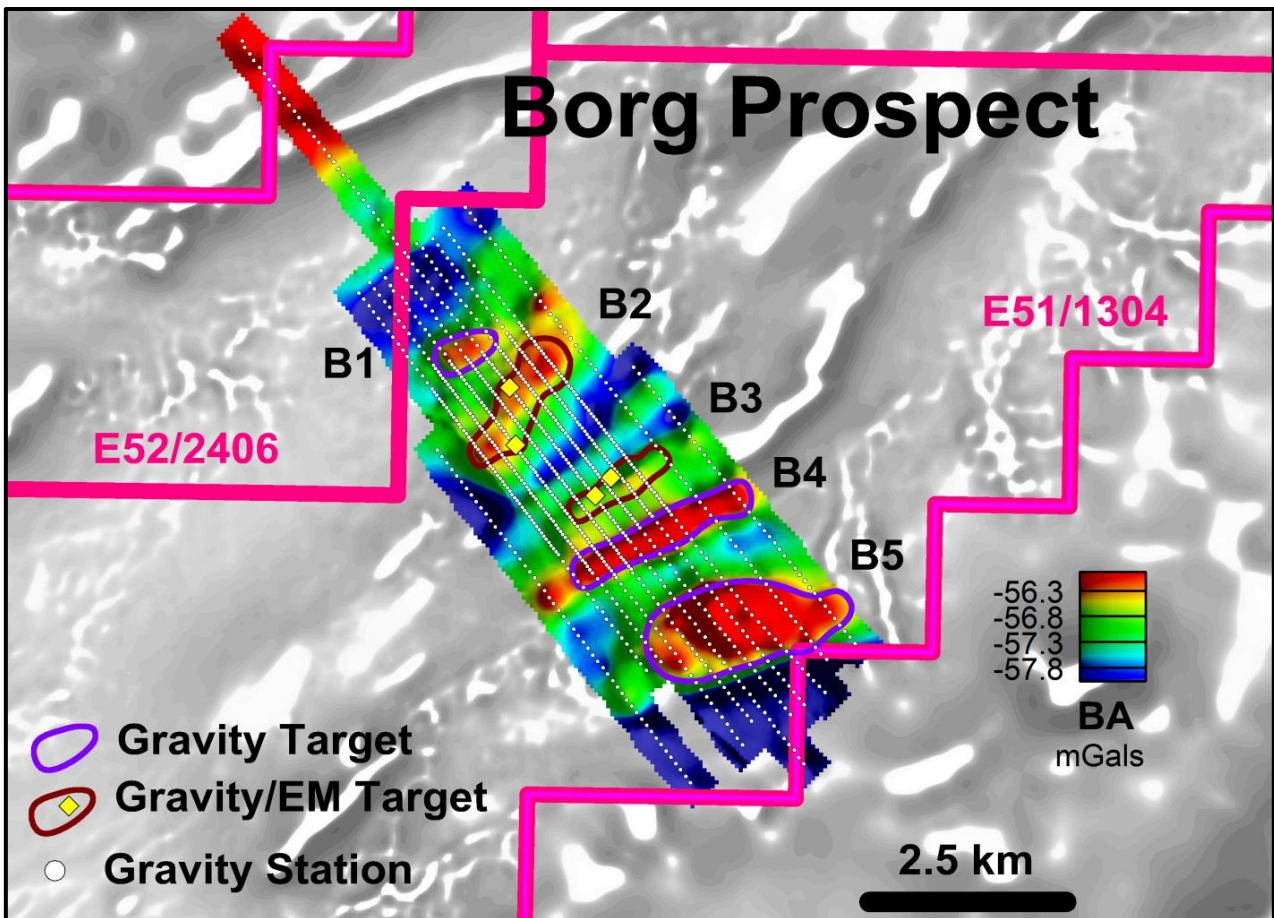 Borg Prospect
B2
E51/1304
B1
B3
E52/2406
B4
B5
-56.3
-56.8
-57.3
-57.8
BA
mGals
Gravity Target
Gravity/EM Target
Gravity Station
2.5 km